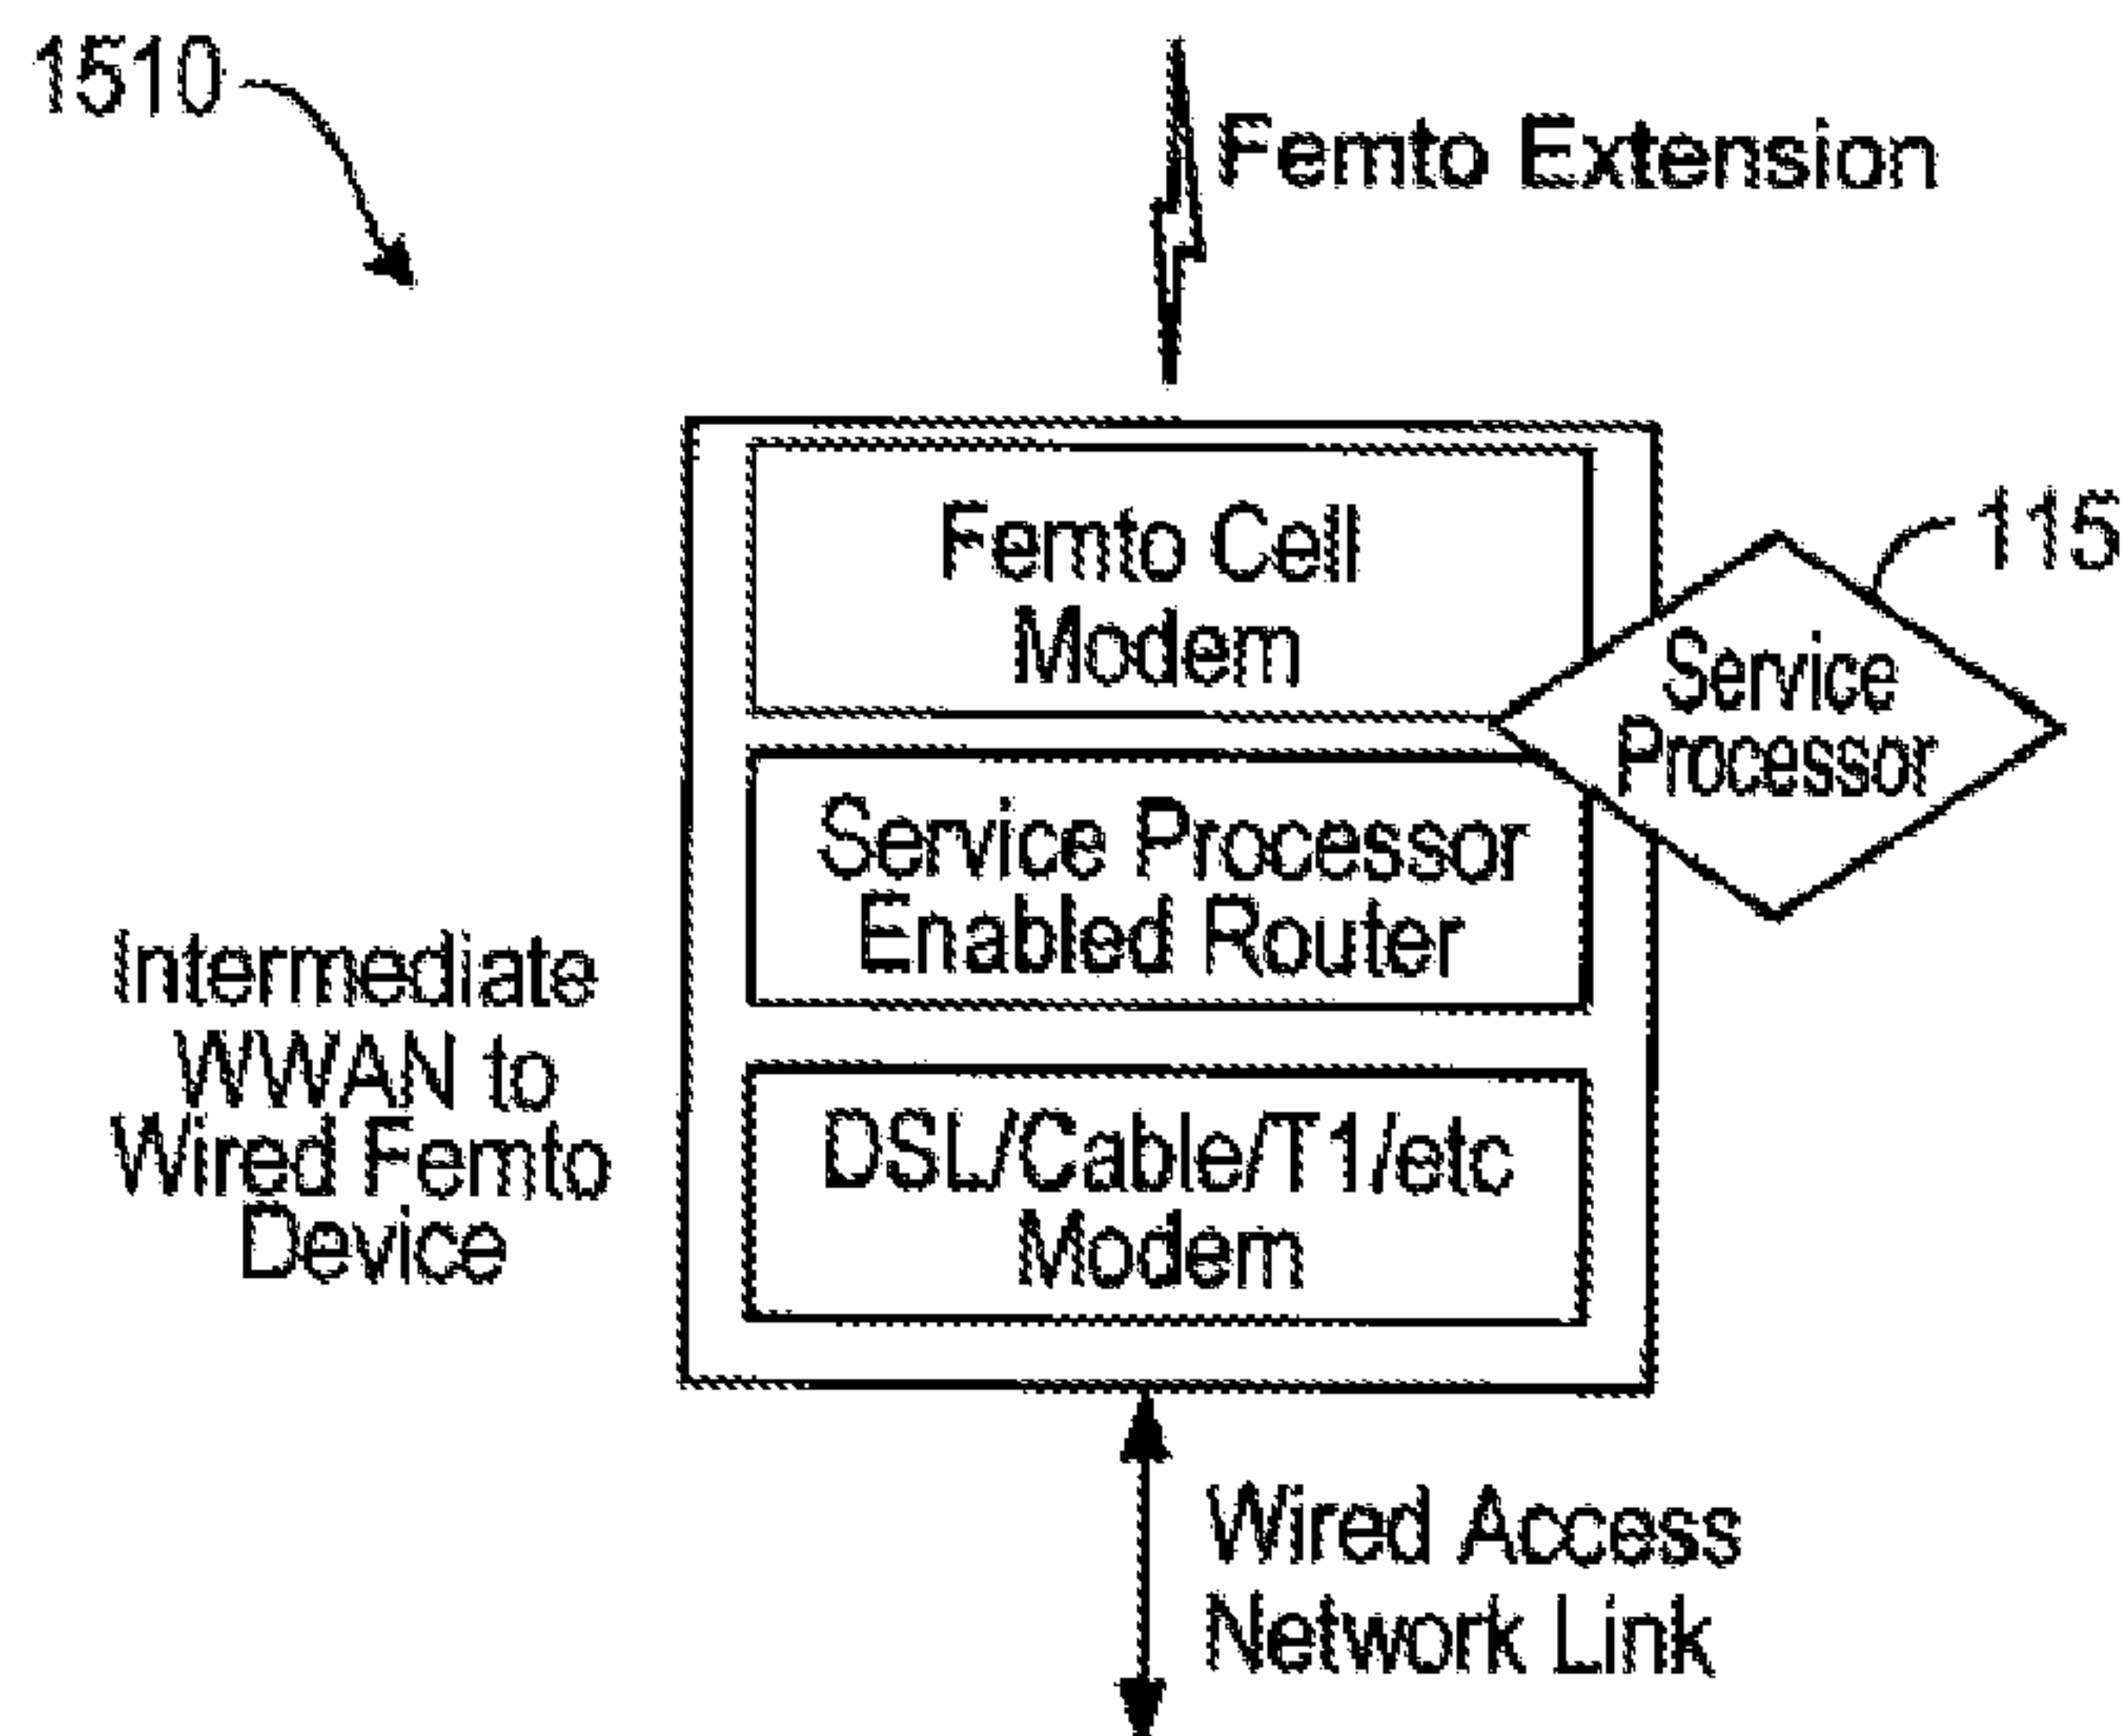 1510
Femto Extension
Femto Cell
Modem
115
Service
Processor
Service Processor
Enabled Router
Intermediate
WWAN to
Wired Femto
Device
DSL/Cable/T1/etc
Modem
Wired Access
Network Link